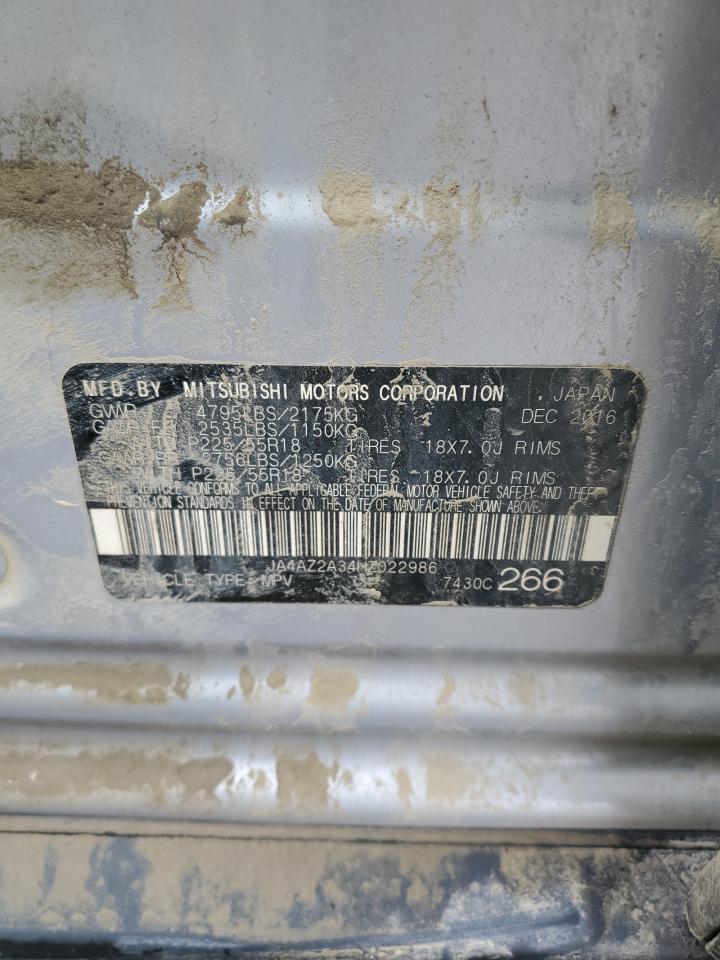 MFD.BY MITSUBISHI MOTORS CORPORATION , JAPAN
GVWR 4795LBS/2175KG DEC 2016
2535LBS/1150KG
WITH P225/55R18 TIRES 18X7.0J RIMS
2756LBS/1250KG
WITH P225/55R18 TIRES 18X7.0J RIMS
THIS VEHICLE CONFORMS TO ALL APPLICABLE FEDERAL MOTOR VEHICLE SAFETY AND THEFT
PREVENTION STANDARDS IN EFFECT ON THE DATE OF MANUFACTURE SHOWN ABOVE.
JA4AZ2A34HZ022986
VEHICLE TYPE MPV 7430C 266